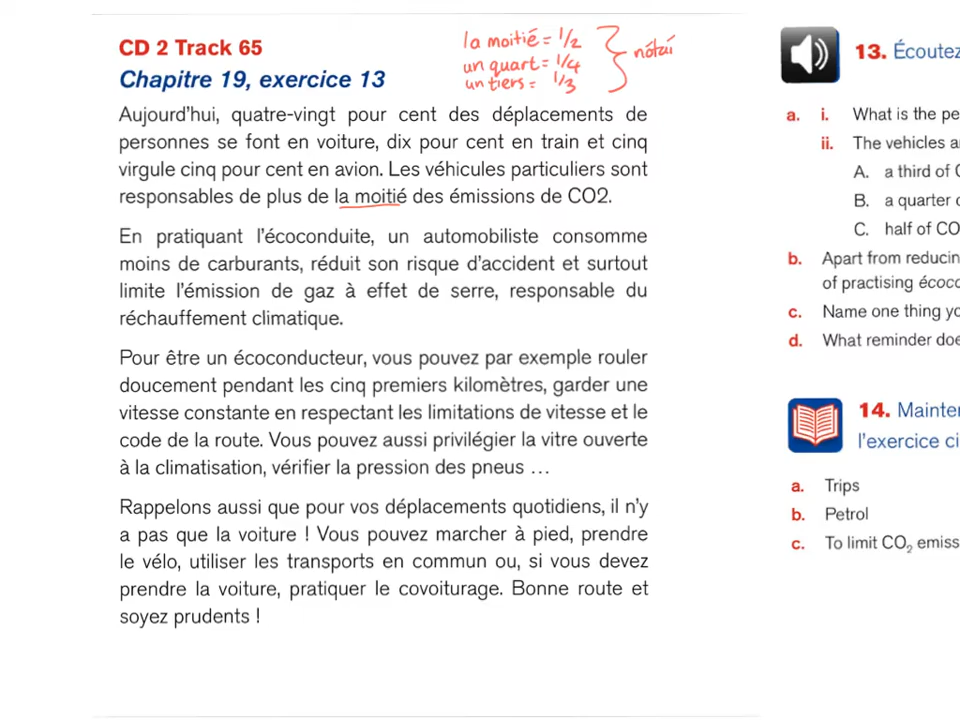 CD 2 Track 65
Chapitre 19, exercice 13
la moitié = 1/2
un quart = 1/4
un tiers = 1/3
nótaí
Aujourd'hui, quatre-vingt pour cent des déplacements de
personnes se font en voiture, dix pour cent en train et cinq
virgule cinq pour cent en avion. Les véhicules particuliers sont
responsables de plus de la moitié des émissions de CO2.
En pratiquant l'écoconduite, un automobiliste consomme
moins de carburants, réduit son risque d'accident et surtout
limite l'émission de gaz à effet de serre, responsable du
réchauffement climatique.
Pour être un écoconducteur, vous pouvez par exemple rouler
doucement pendant les cinq premiers kilomètres, garder une
vitesse constante en respectant les limitations de vitesse et le
code de la route. Vous pouvez aussi privilégier la vitre ouverte
à la climatisation, vérifier la pression des pneus ...
Rappelons aussi que pour vos déplacements quotidiens, il n'y
a pas que la voiture ! Vous pouvez marcher à pied, prendre
le vélo, utiliser les transports en commun ou, si vous devez
prendre la voiture, pratiquer le covoiturage. Bonne route et
soyez prudents !
13. Écoutez
a. i. What is the pe
ii. The vehicles a
A. a third of C
B. a quarter o
C. half of CO
b. Apart from reducin
of practising écoco
c. Name one thing yo
d. What reminder doe
14. Mainter
l'exercice ci
a. Trips
b. Petrol
c. To limit CO₂ emiss